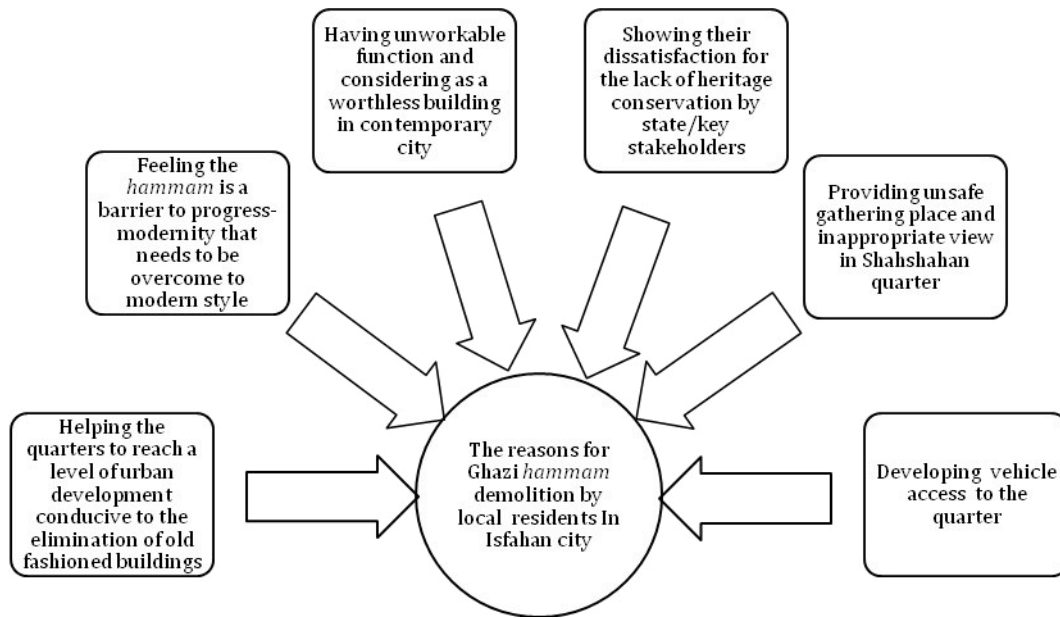 Having unworkable
function and
considering as a
worthless building
in contemporary
city
Showing their
dissatisfaction for
the lack of heritage
conservation by
state/key
stakeholders
Feeling the
hammam is a
barrier to progress-
modernity that
needs to be
overcome to
modern style
Providing unsafe
gathering place and
inappropriate view
in Shahshahan
quarter
Helping the
quarters to reach a
level of urban
development
conducive to the
elimination of old
fashioned buildings
The reasons for
Ghazi hammam
demolition by
local residents In
Isfahan city
Developing vehicle
access to the
quarter